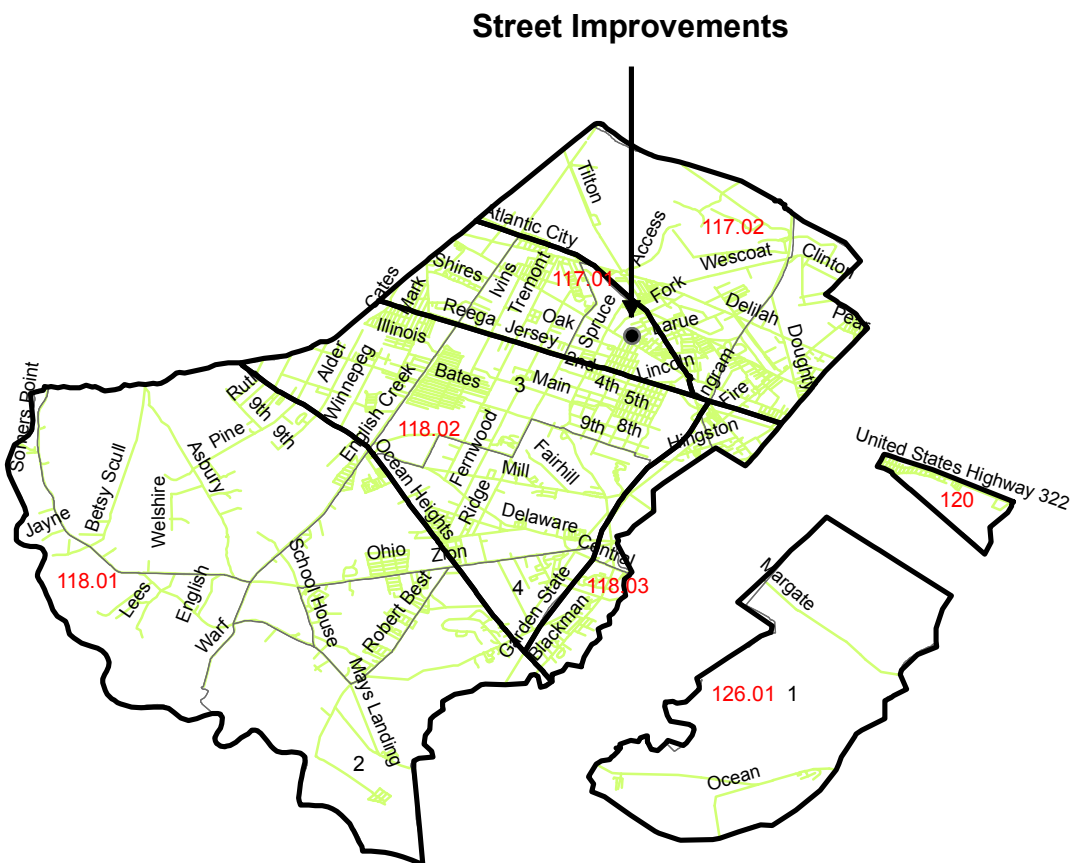 Street Improvements
Tilton
Atlantic City
Access
117.02
Wescoat
Clinton
Shires
Ivins
Tremont
117.01
Fork
Cates
Mark
Delilah
Peas
Illinois
Reega
Jersey
Oak
Spruce
Larue
Doughty
Alder
Winnepeg
2nd
Lincoln
Ingram
Somers Point
Ruth
Bates
3
Main
4th
5th
Fire
9th
9th
Pine
English Creek
118.02
Fernwood
9th
8th
Hingston
Betsy Scull
Asbury
Ocean Heights
Fairhill
United States Highway 322
Welshire
Mill
120
Jayne
Ridge
Delaware
School House
Ohio
Zion
Central
118.01
Lees
English
4
118.03
Margate
Warf
Robert Best
Garden State
Blackman
Mays Landing
126.01 1
2
Ocean